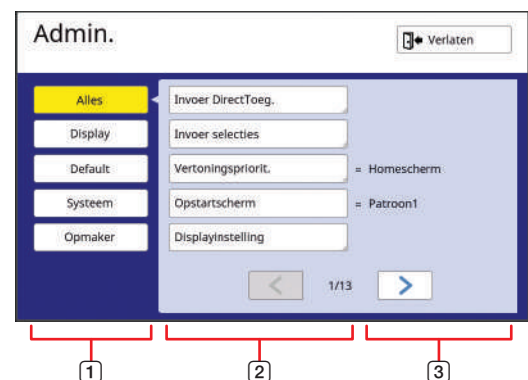 Admin.
Verlaten
Alles
Invoer DirectToeg.
Display
Invoer selecties
Default
Vertoningspriorit.
= Homescherm
Systeem
Opstartscherm
= Patroon1
Opmaker
Displayinstelling
1/13
1
2
3